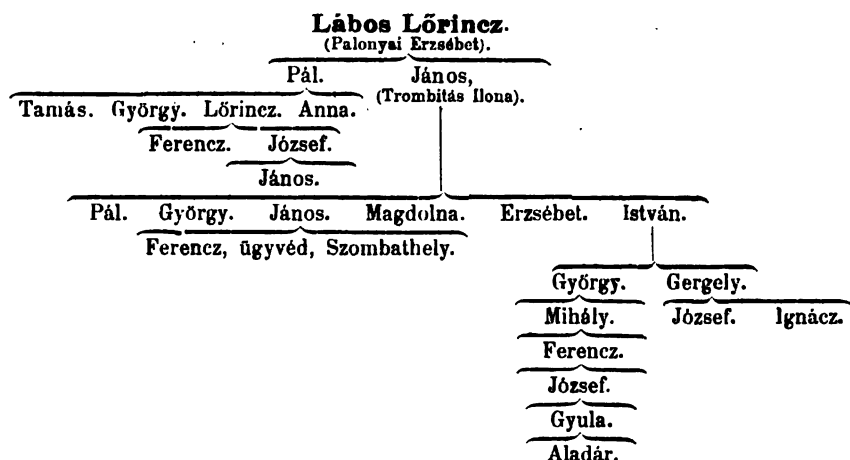 Lábos Lőrincz.
(Palonyai Erzsébet).
Pál. János,
(Trombitás Ilona).
Tamás. György. Lőrincz. Anna.
Ferencz. József.
János.
Pál. György. János. Magdolna. Erzsébet. István.
Ferencz, ügyvéd, Szombathely.
György. Gergely.
Mihály. József. Ignácz.
Ferencz.
József.
Gyula.
Aladár.